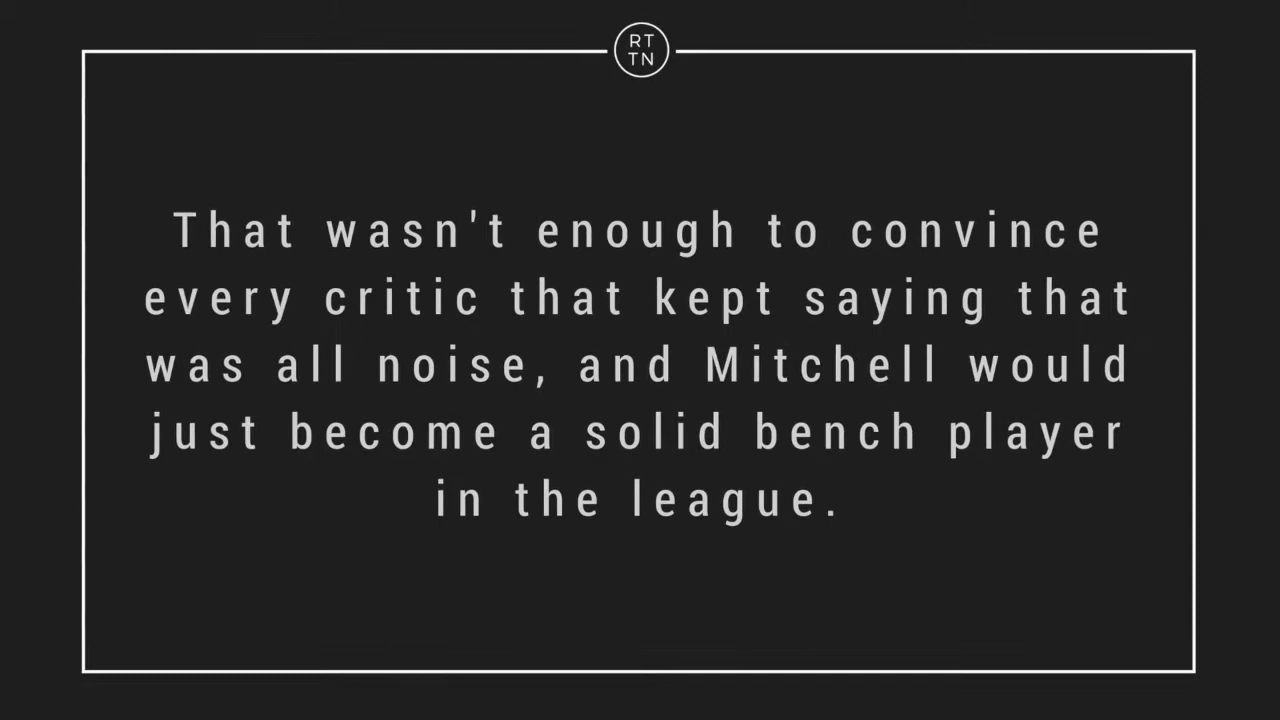 RT
TN
That wasn't enough to convince
every critic that kept saying that
was all noise, and Mitchell would
just become a solid bench player
in the league.